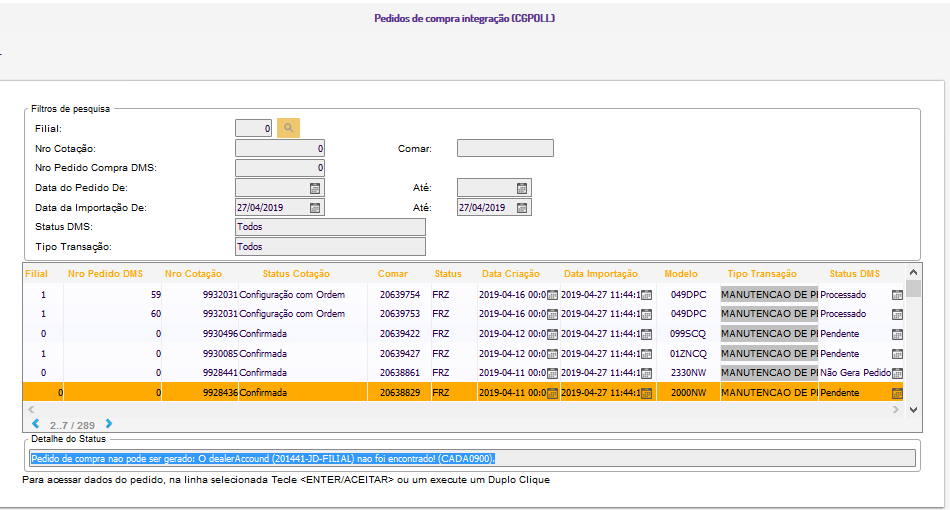 Pedidos de compra integração (CGPOLL)
Filtros de pesquisa
Filial: 0
Nro Cotação: 0 Comar:
Nro Pedido Compra DMS: 0
Data do Pedido De: Até:
Data da Importação De: 27/04/2019 Até: 27/04/2019
Status DMS: Todos
Tipo Transação: Todos
Filial Nro Pedido DMS Nro Cotação Status Cotação Comar Status Data Criação Data Importação Modelo Tipo Transação Status DMS
1 59 9932031 Configuração com Ordem 20639754 FRZ 2019-04-16 00:0 2019-04-27 11:44:1 049DPC MANUTENCAO DE PI Processado
1 60 9932031 Configuração com Ordem 20639753 FRZ 2019-04-16 00:0 2019-04-27 11:44:1 049DPC MANUTENCAO DE PI Processado
0 0 9930496 Confirmada 20639422 FRZ 2019-04-12 00:0 2019-04-27 11:44:1 099SCQ MANUTENCAO DE PI Pendente
1 0 9930085 Confirmada 20639427 FRZ 2019-04-12 00:0 2019-04-27 11:44:1 01ZNCQ MANUTENCAO DE PI Pendente
0 0 9928441 Confirmada 20638861 FRZ 2019-04-11 00:0 2019-04-27 11:44:1 2330NW MANUTENCAO DE PI Não Gera Pedido
0 0 9928436 Confirmada 20638829 FRZ 2019-04-11 00:0 2019-04-27 11:44:1 2000NW MANUTENCAO DE PI Pendente
2..7 / 289
Detalhe do Status
Pedido de compra nao pode ser gerado: O dealerAccound (201441-JD-FILIAL) nao foi encontrado! (CADA0900).
Para acessar dados do pedido, na linha selecionada Tecle <ENTER/ACEITAR> ou um execute um Duplo Clique